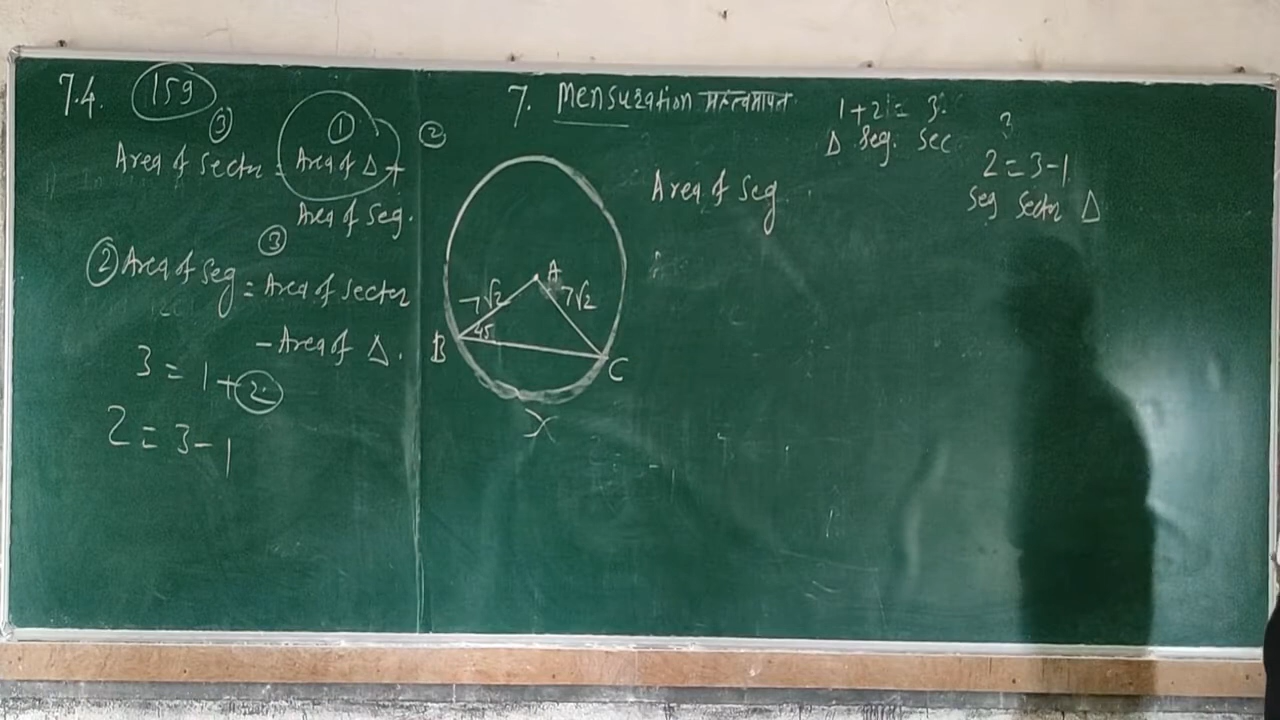 7.4. 159
③ ① ②
Area of Sector = Area of Δ +
Area of Seg.
③
② Area of Seg = Area of Sector
- Area of Δ.
3 = 1 + 2.
2 = 3 - 1
7. Mensuration महत्वमापन
A
7√2 7√2
45
B
C
X
Area of Seg
1 + 2 = 3.
Δ Seg. Sec
2 = 3 - 1
Seg Sector Δ